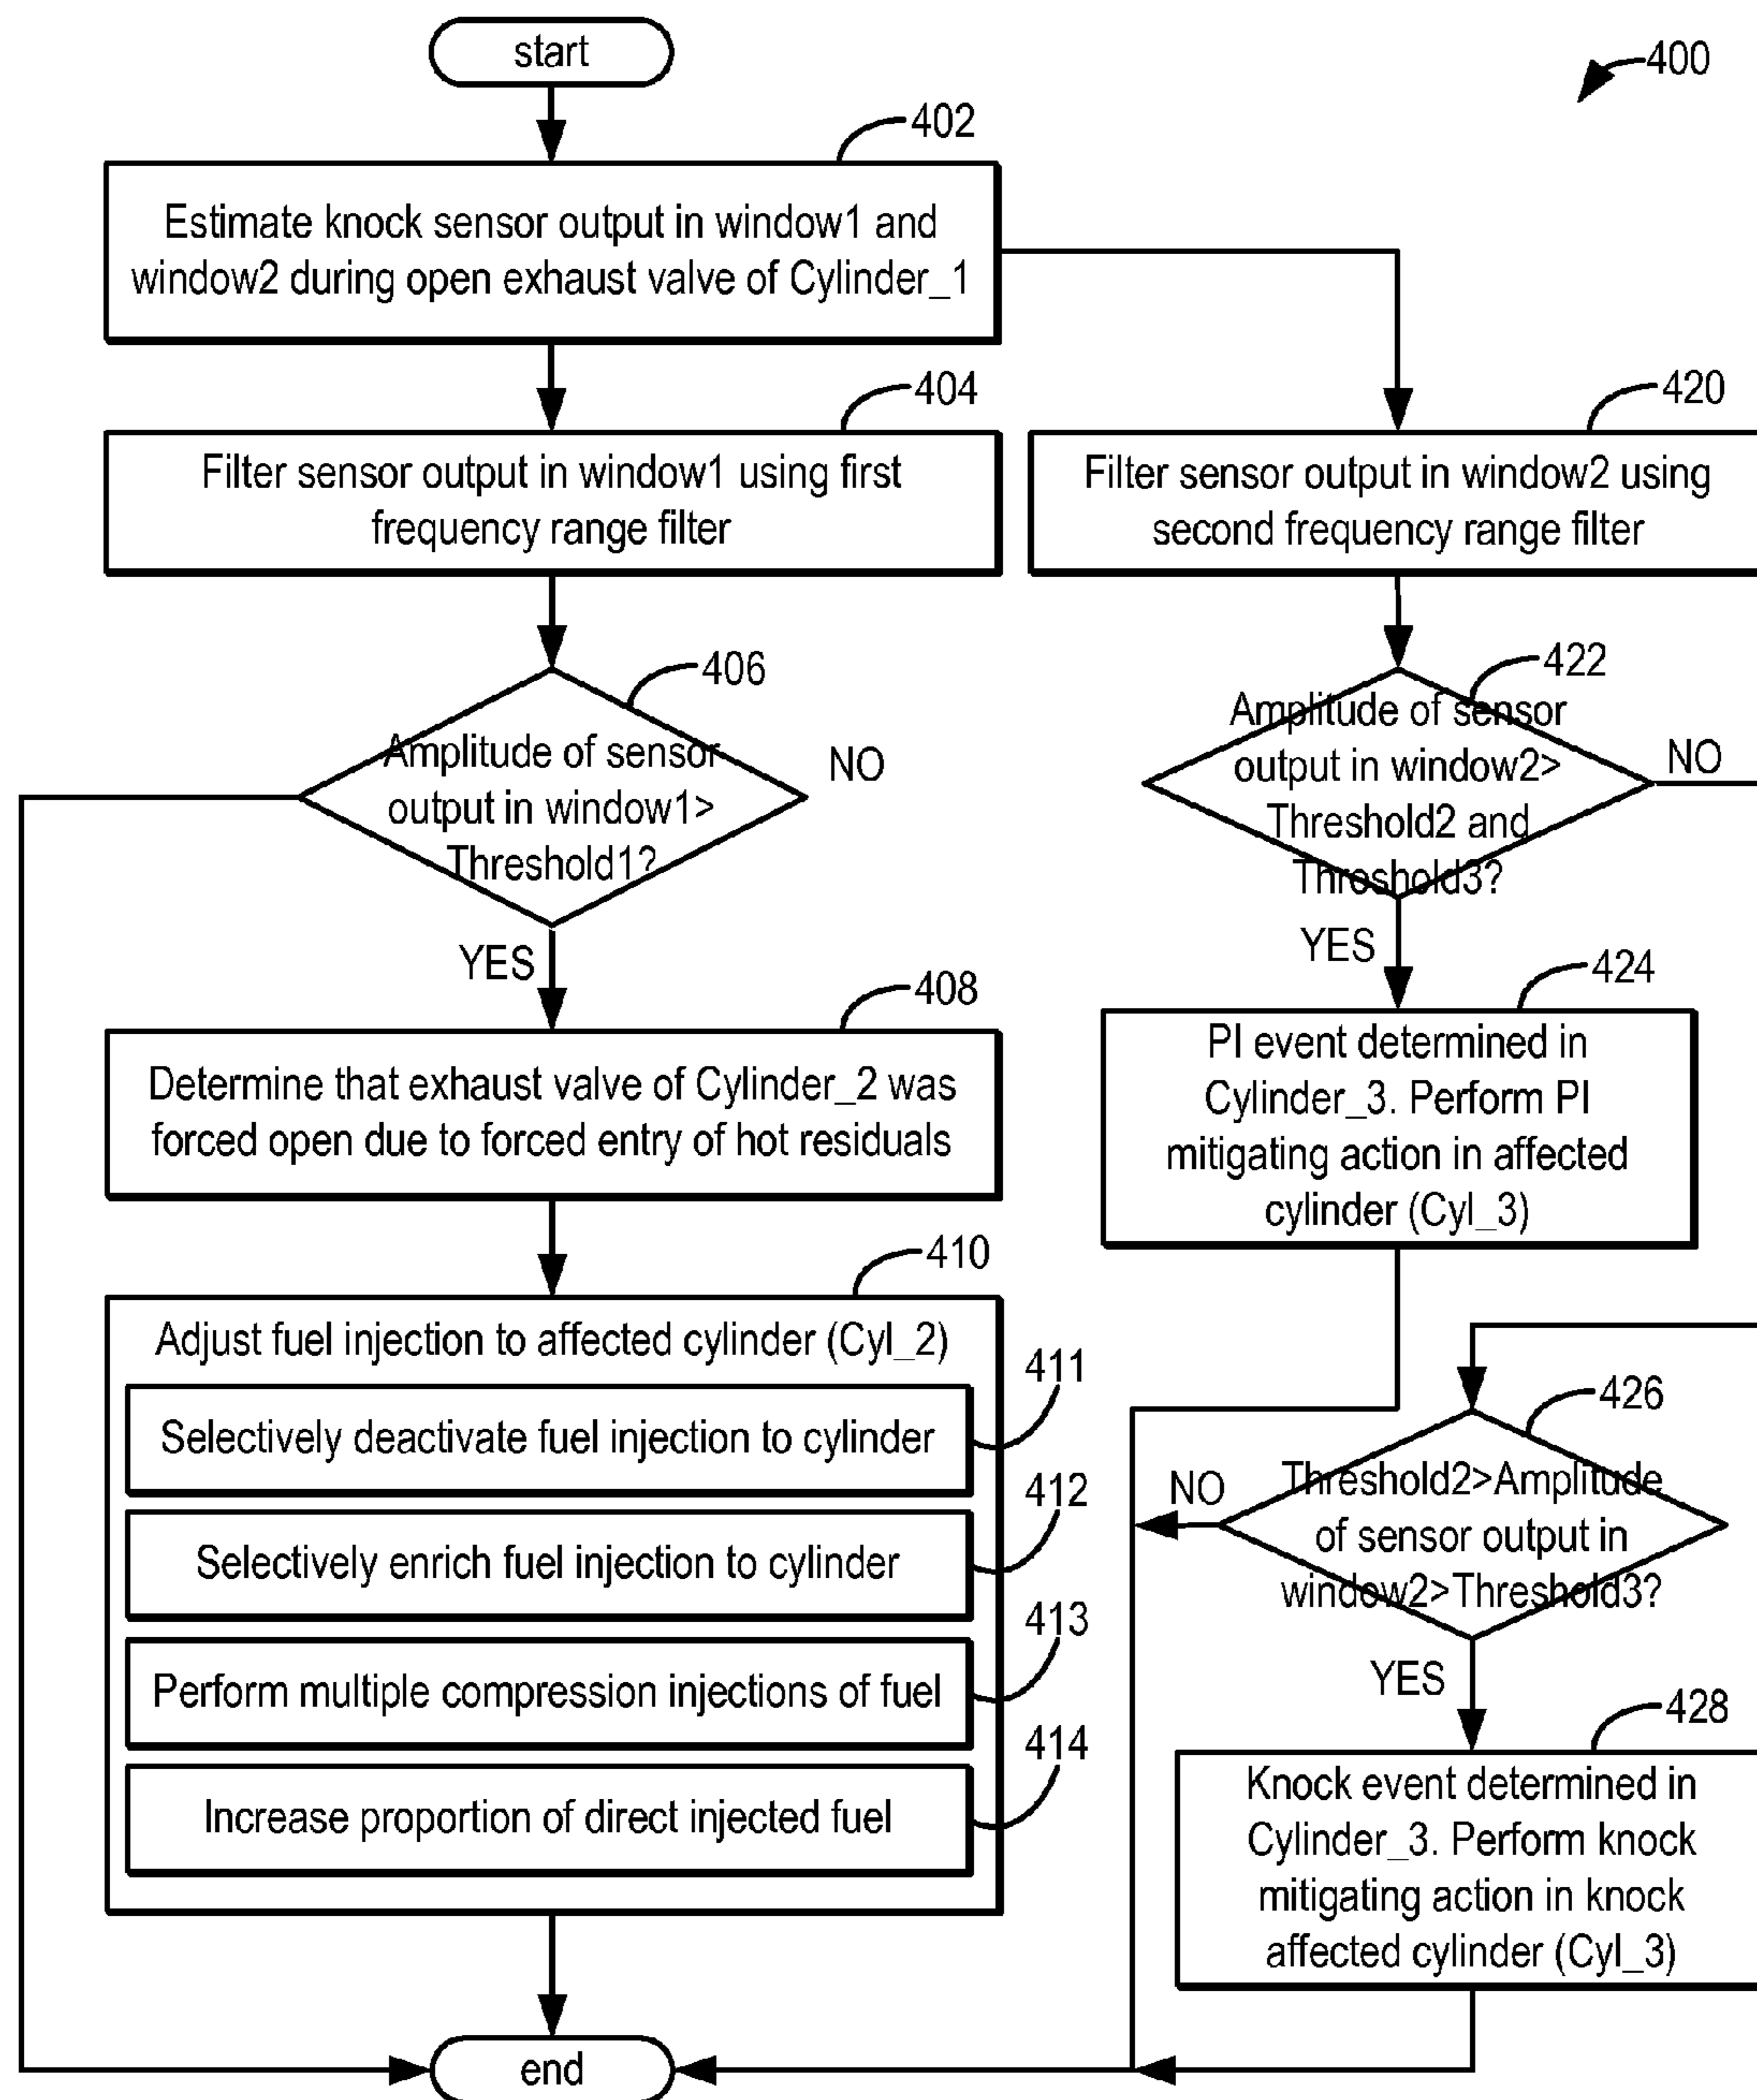 start
400
402
Estimate knock sensor output in window1 and
window2 during open exhaust valve of Cylinder_1
404
Filter sensor output in window1 using first
frequency range filter
420
Filter sensor output in window2 using
second frequency range filter
406
Amplitude of sensor
output in window1>
Threshold1?
NO
YES
422
Amplitude of sensor
output in window2>
Threshold2 and
Threshold3?
NO
YES
408
Determine that exhaust valve of Cylinder_2 was
forced open due to forced entry of hot residuals
424
PI event determined in
Cylinder_3. Perform PI
mitigating action in affected
cylinder (Cyl_3)
410
Adjust fuel injection to affected cylinder (Cyl_2)
411
Selectively deactivate fuel injection to cylinder
412
Selectively enrich fuel injection to cylinder
413
Perform multiple compression injections of fuel
414
Increase proportion of direct injected fuel
426
Threshold2>Amplitude
of sensor output in
window2>Threshold3?
NO
YES
428
Knock event determined in
Cylinder_3. Perform knock
mitigating action in knock
affected cylinder (Cyl_3)
end